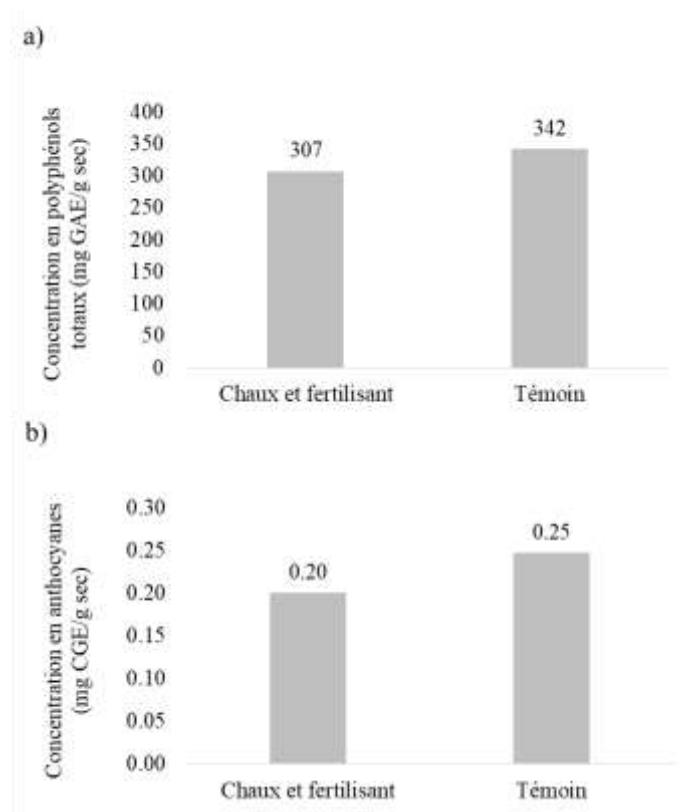 a)
Concentration en polyphénols
totaux (mg GAE/g sec)
400
350
300
250
200
150
100
50
0
307
342
Chaux et fertilisant
Témoin
b)
Concentration en anthocyanes
(mg CGE/g sec)
0.30
0.25
0.20
0.15
0.10
0.05
0.00
0.20
0.25
Chaux et fertilisant
Témoin